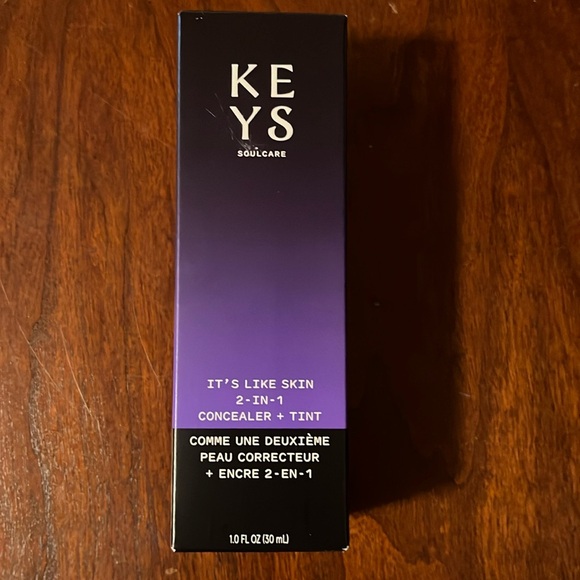 KE
YS
SOULCARE
IT'S LIKE SKIN
2-IN-1
CONCEALER + TINT
COMME UNE DEUXIÈME
PEAU CORRECTEUR
+ ENCRE 2-EN-1
1.0 FL OZ (30 mL)